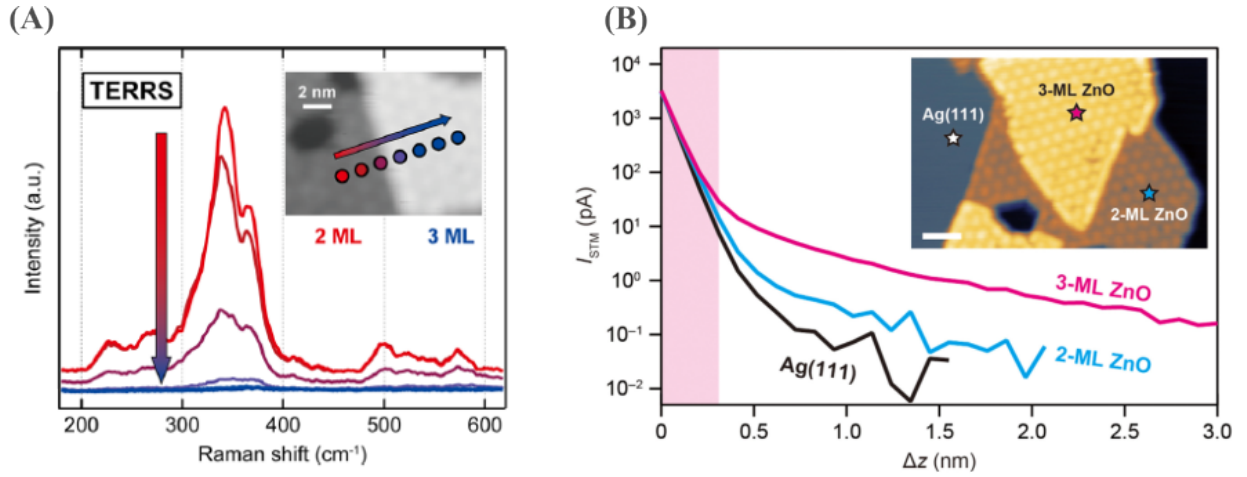 (A)
TERRS
2 nm
2 ML
3 ML
Intensity (a.u.)
200
300
400
500
600
Raman shift (cm⁻¹)
(B)
10⁴
10³
10²
10¹
10⁰
10⁻¹
10⁻²
I_STM (pA)
3-ML ZnO
Ag(111)
2-ML ZnO
3-ML ZnO
2-ML ZnO
Ag(111)
0
0.5
1.0
1.5
2.0
2.5
3.0
Δz (nm)